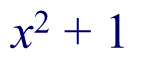 x² + 1